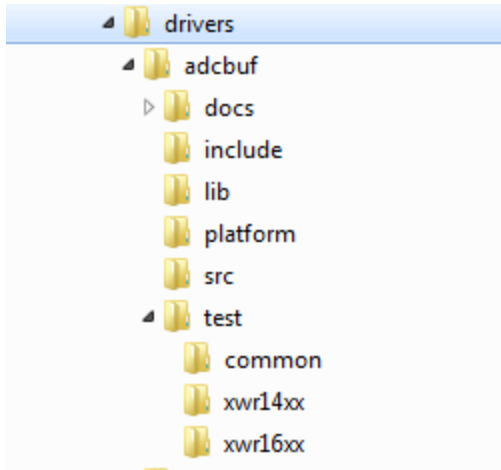 drivers
adcbuf
docs
include
lib
platform
src
test
common
xwr14xx
xwr16xx